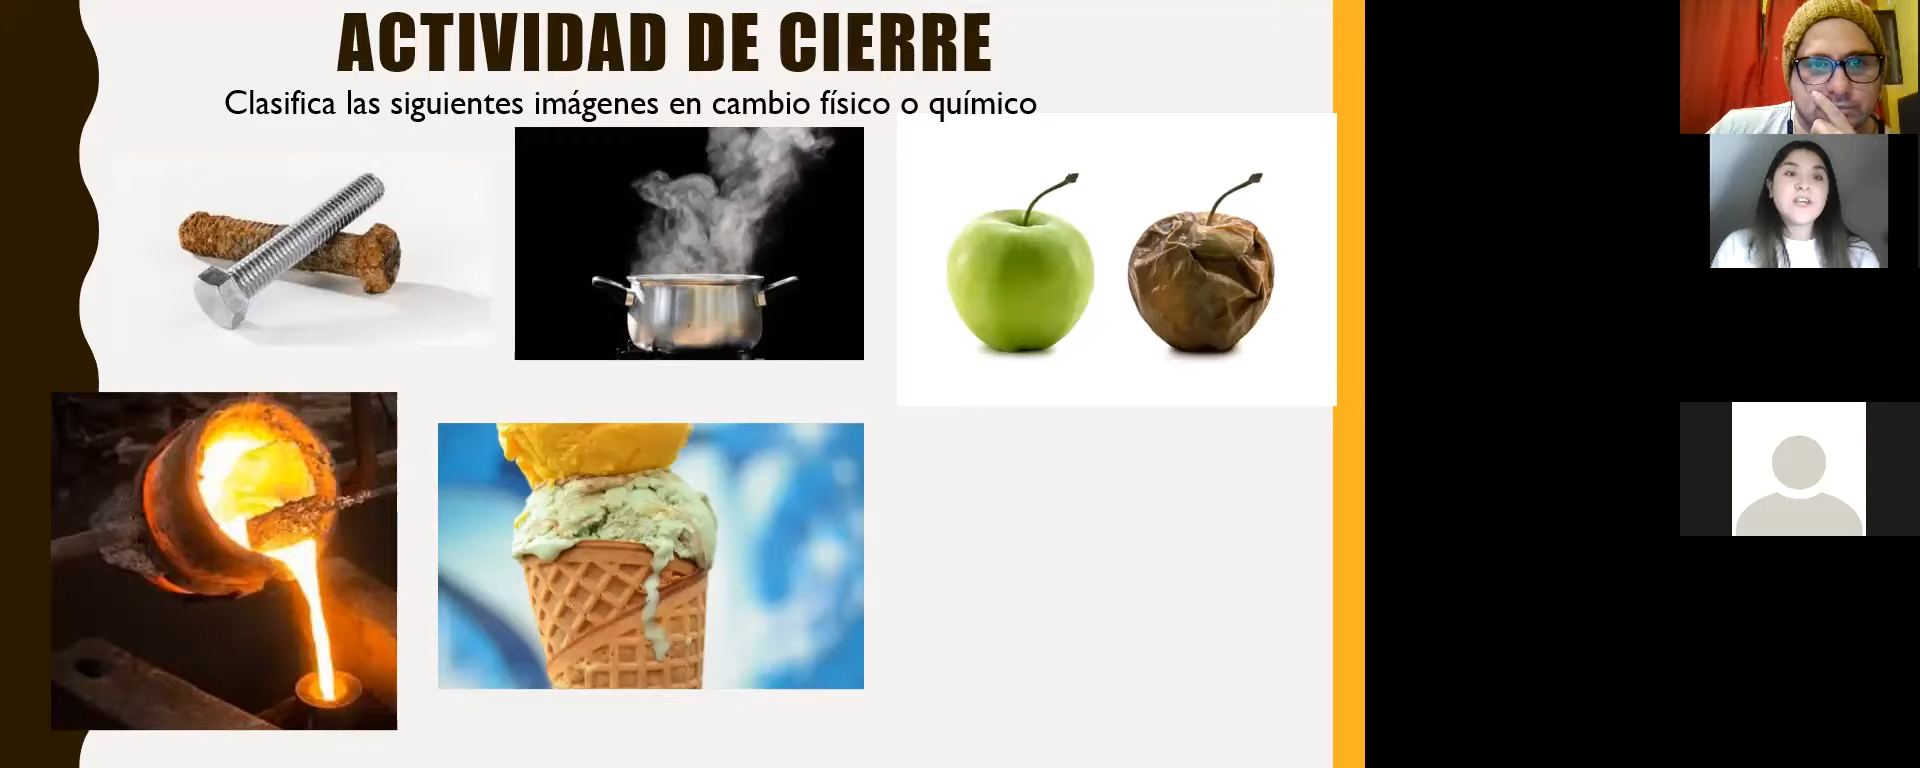 ACTIVIDAD DE CIERRE
Clasifica las siguientes imágenes en cambio físico o químico